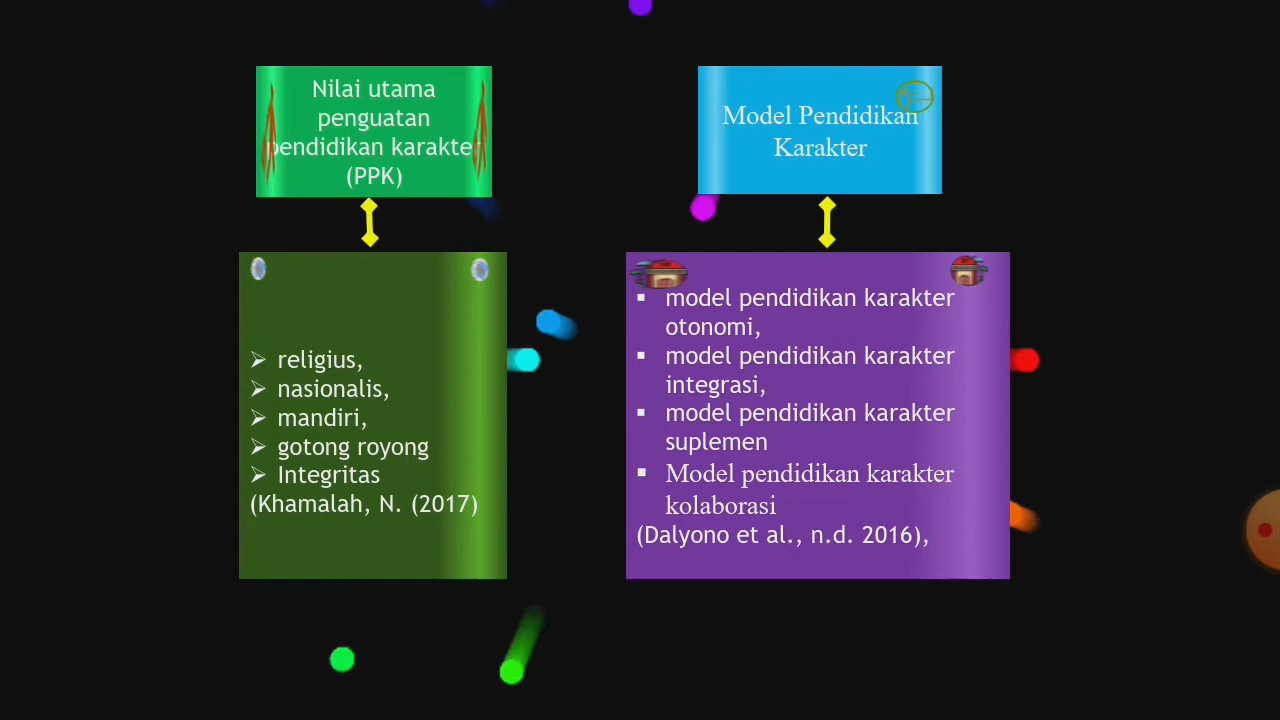 Nilai utama
penguatan
pendidikan karakter
(PPK)
Model Pendidikan
Karakter
religius,
nasionalis,
mandiri,
gotong royong
Integritas
(Khamalah, N. (2017)
model pendidikan karakter
otonomi,
model pendidikan karakter
integrasi,
model pendidikan karakter
suplemen
Model pendidikan karakter
kolaborasi
(Dalyono et al., n.d. 2016),